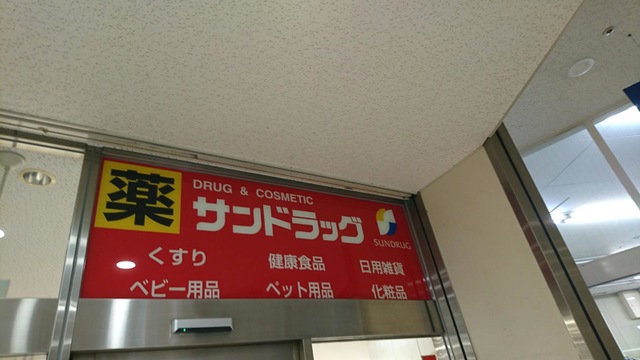 薬
DRUG & COSMETIC
サンドラッグ
SUNDRUG
くすり 健康食品 日用雑貨
ベビー用品 ペット用品 化粧品